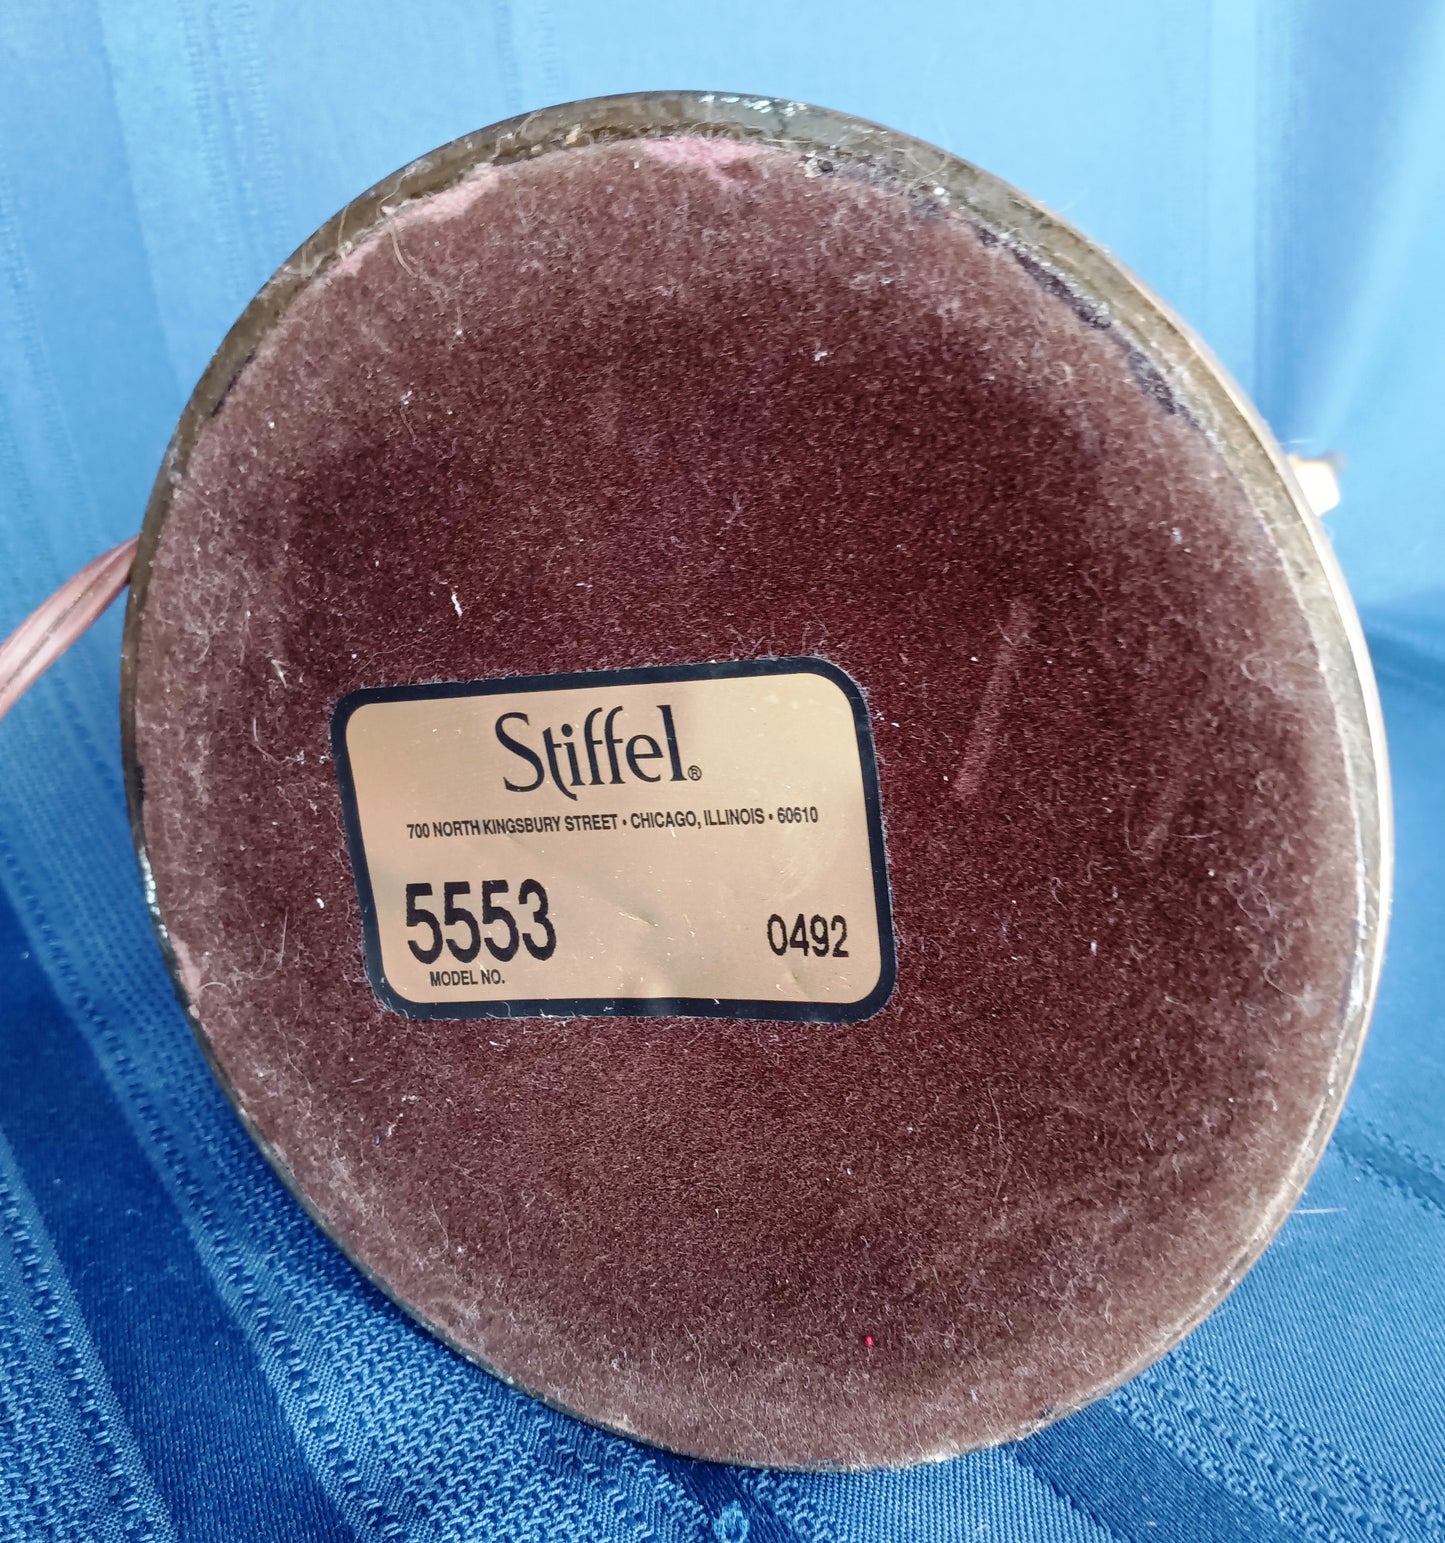 Stiffel®
700 NORTH KINGSBURY STREET • CHICAGO, ILLINOIS • 60610
5553 0492
MODEL NO.